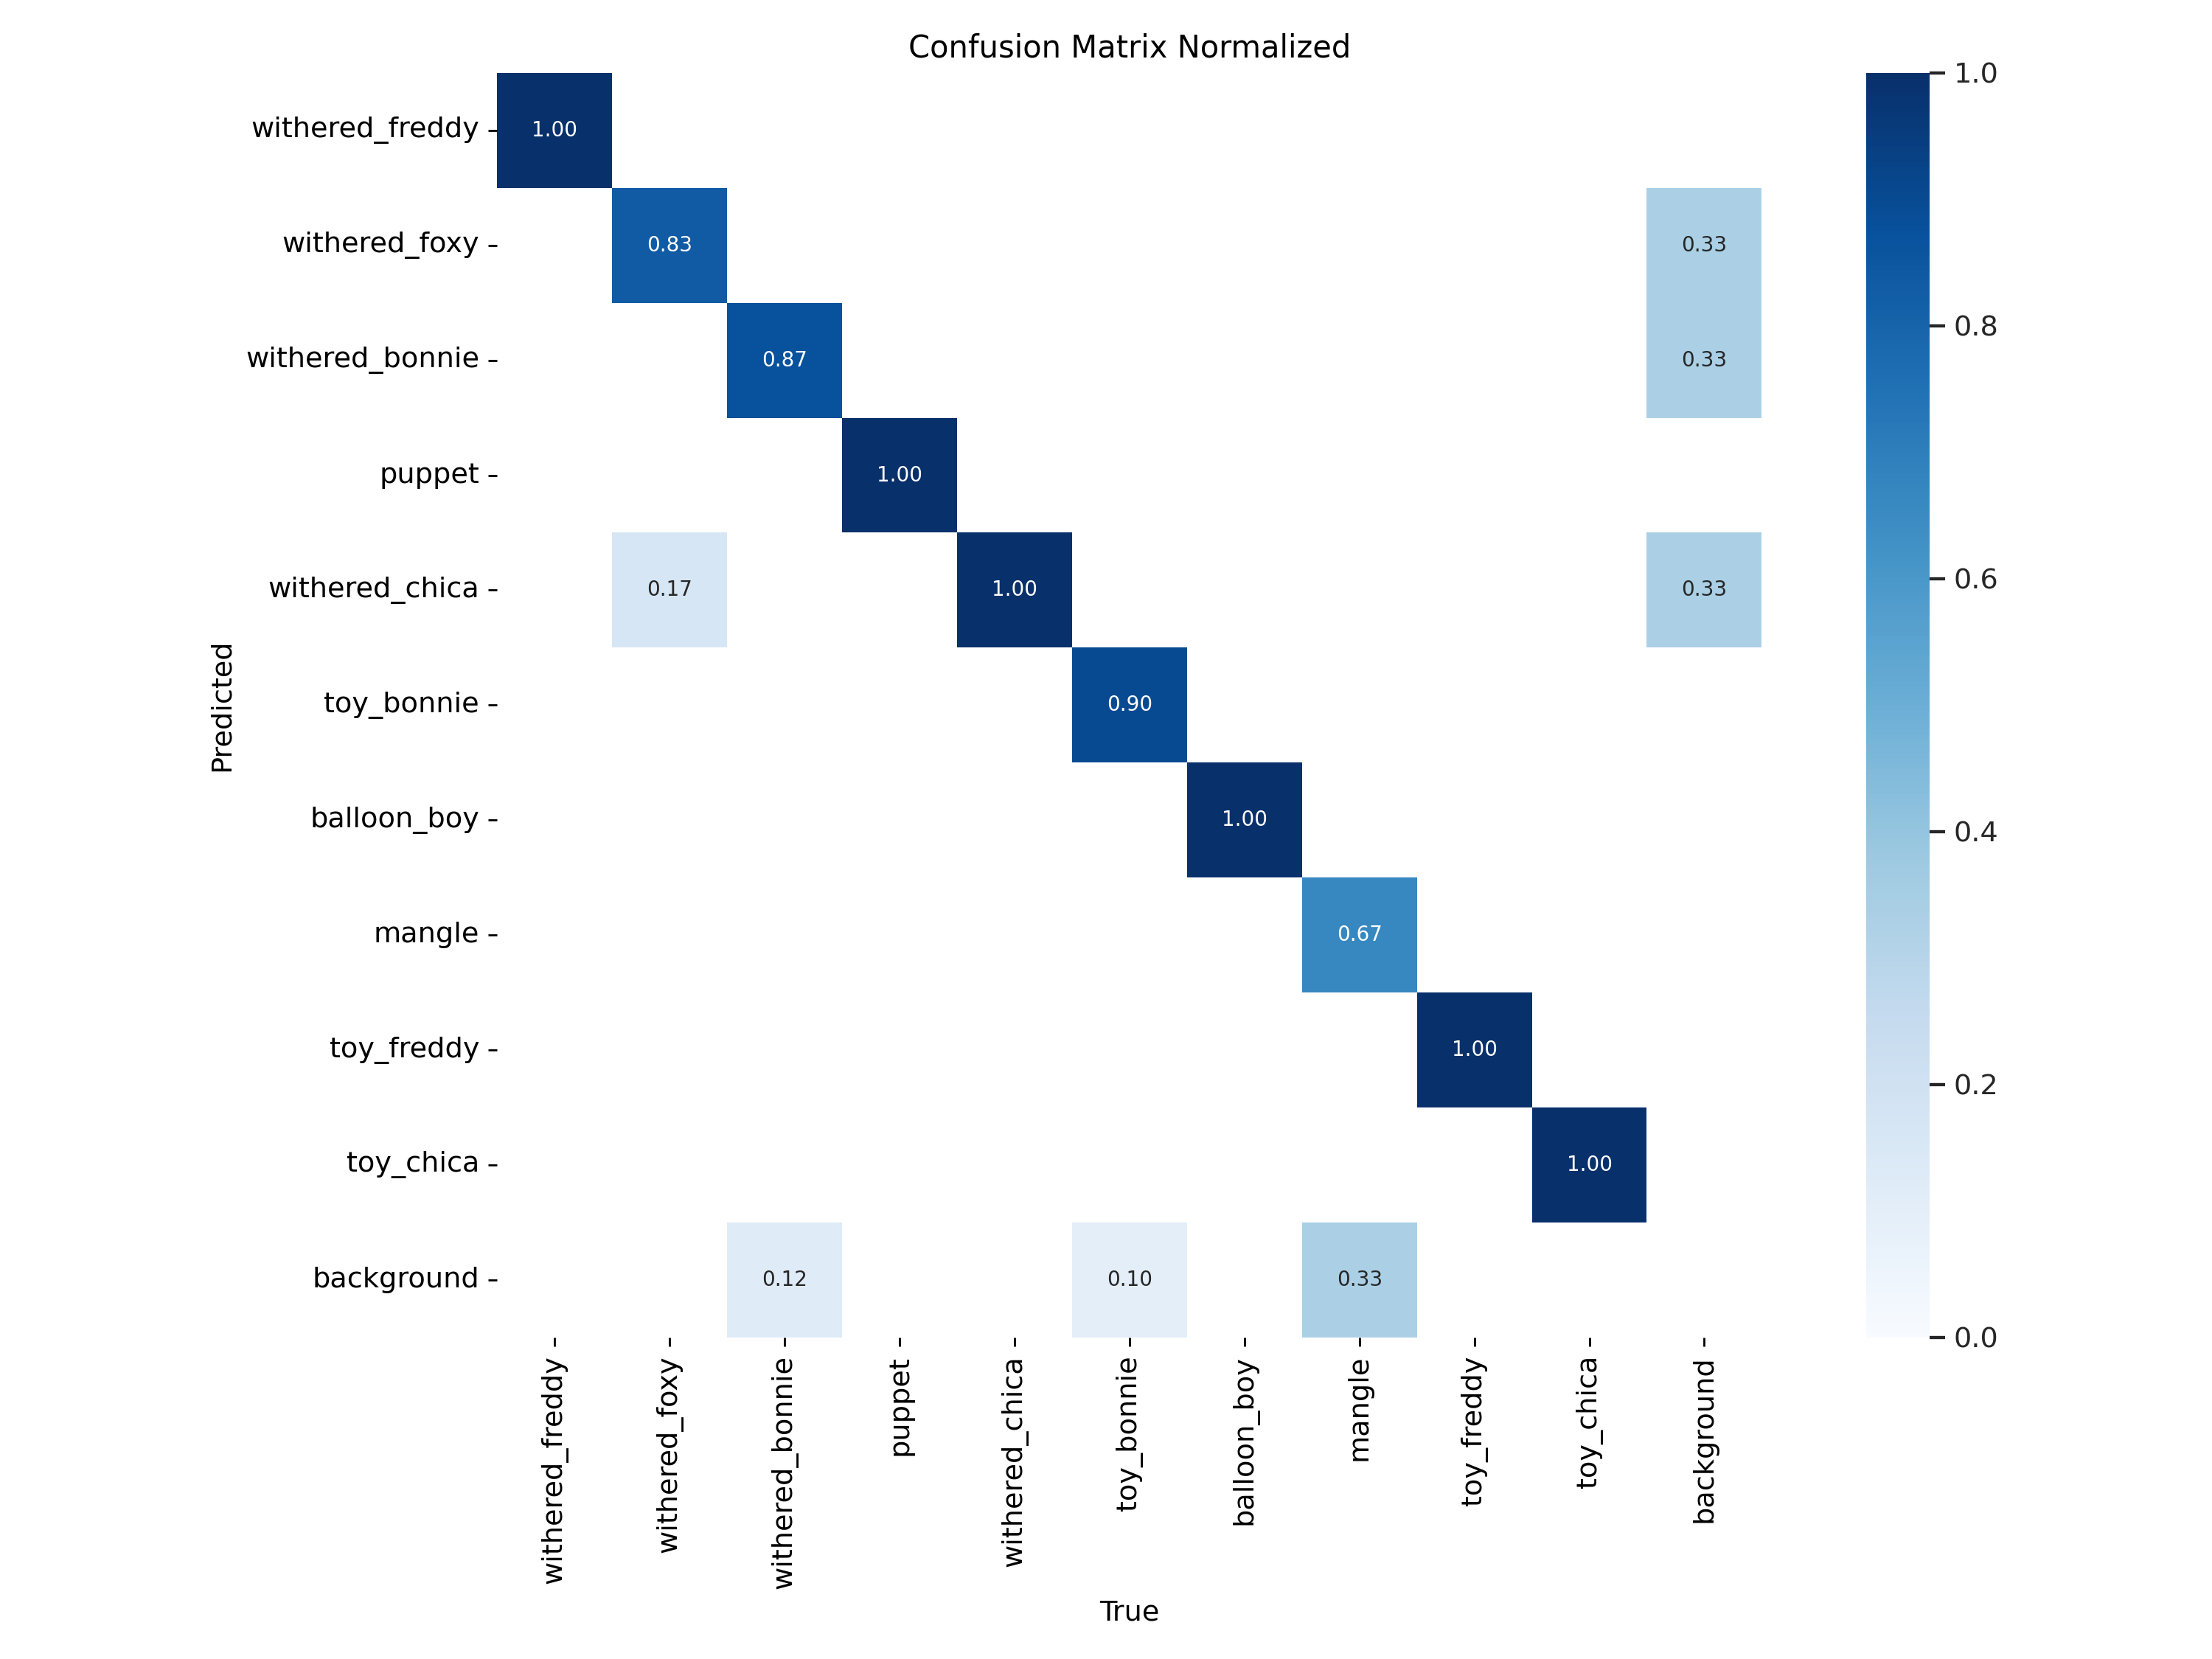 Confusion Matrix Normalized
withered_freddy
1.00
withered_foxy
0.83
0.33
withered_bonnie
0.87
0.33
puppet
1.00
withered_chica
0.17
1.00
0.33
toy_bonnie
0.90
balloon_boy
1.00
mangle
0.67
toy_freddy
1.00
toy_chica
1.00
background
0.12
0.10
0.33
Predicted
withered_freddy
withered_foxy
withered_bonnie
puppet
withered_chica
toy_bonnie
balloon_boy
mangle
toy_freddy
toy_chica
background
True
1.0
0.8
0.6
0.4
0.2
0.0